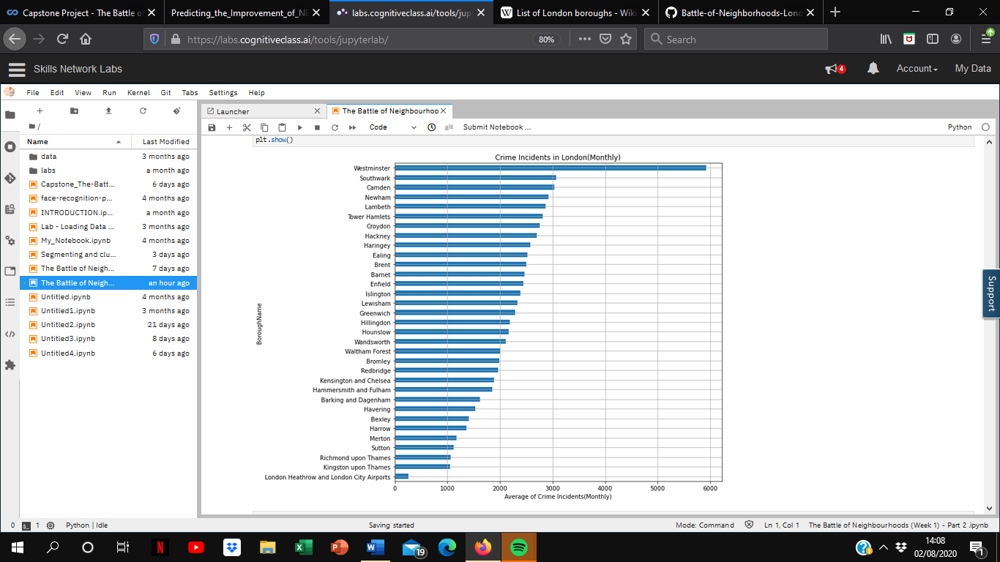 Capstone Project - The Battle of
Predicting_the_Improvement_of_NB
labs.cognitiveclass.ai/tools/jup
List of London boroughs - Wiki
Battle-of-Neighborhoods-Lond
https://labs.cognitiveclass.ai/tools/jupyterlab/
80%
Search
Skills Network Labs
4
Account
My Data
File Edit View Run Kernel Git Tabs Settings Help
Launcher
The Battle of Neighbourhoo
/
Code
git
Submit Notebook ...
Python
Name Last Modified
data 3 months ago
labs a month ago
Capstone_The-Batt... 6 days ago
face-recognition-p... 4 months ago
INTRODUCTION.ip... a month ago
Lab - Loading Data ... 3 months ago
My_Notebook.ipynb 4 months ago
Segmenting and clu... 3 days ago
The Battle of Neigh... 7 days ago
The Battle of Neigh... an hour ago
Untitled.ipynb 4 months ago
Untitled1.ipynb 3 months ago
Untitled2.ipynb 21 days ago
Untitled3.ipynb 8 days ago
Untitled4.ipynb 6 days ago
plt.show()
Crime Incidents in London(Monthly)
BoroughName
Westminster
Southwark
Camden
Newham
Lambeth
Tower Hamlets
Croydon
Hackney
Haringey
Ealing
Brent
Barnet
Enfield
Islington
Lewisham
Greenwich
Hillingdon
Hounslow
Wandsworth
Waltham Forest
Bromley
Redbridge
Kensington and Chelsea
Hammersmith and Fulham
Barking and Dagenham
Havering
Bexley
Harrow
Merton
Sutton
Richmond upon Thames
Kingston upon Thames
London Heathrow and London City Airports
0 1000 2000 3000 4000 5000 6000
Average of Crime Incidents(Monthly)
Support
0 1 Python | Idle
Saving started
Mode: Command
Ln 1, Col 1
The Battle of Neighbourhoods (Week 1) - Part 2 .ipynb
19
14:08
02/08/2020
1